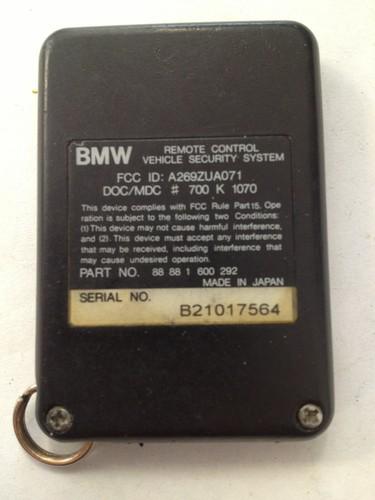 BMW REMOTE CONTROL
VEHICLE SECURITY SYSTEM
FCC ID: A269ZUA071
DOC/MDC # 700 K 1070
This device complies with FCC Rule Part 15. Ope
ration is subject to the following two Conditions:
(1) This device may not cause harmful interference,
and (2). This device must accept any interference
that may be received, including interference that
may cause undesired operation.
PART NO. 88 88 1 600 292
MADE IN JAPAN
SERIAL NO.
B21017564